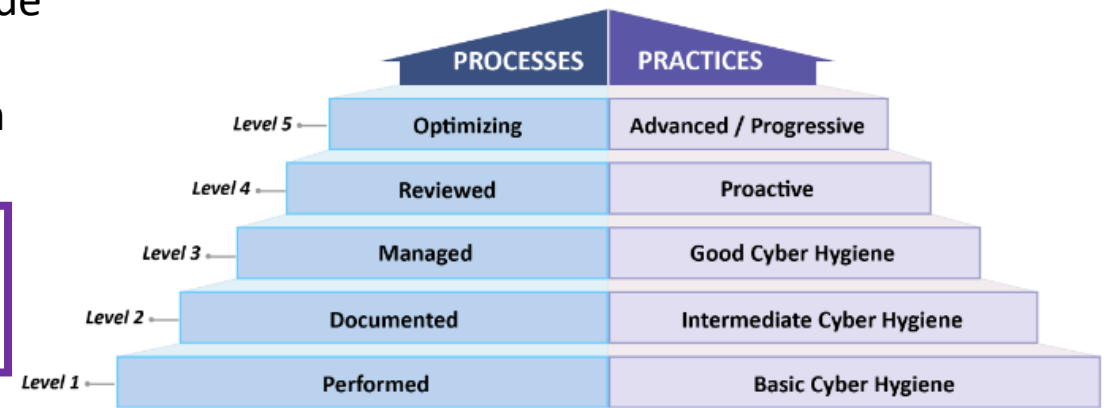 de
PROCESSES PRACTICES
Level 5 Optimizing Advanced / Progressive
Level 4 Reviewed Proactive
Level 3 Managed Good Cyber Hygiene
Level 2 Documented Intermediate Cyber Hygiene
Level 1 Performed Basic Cyber Hygiene